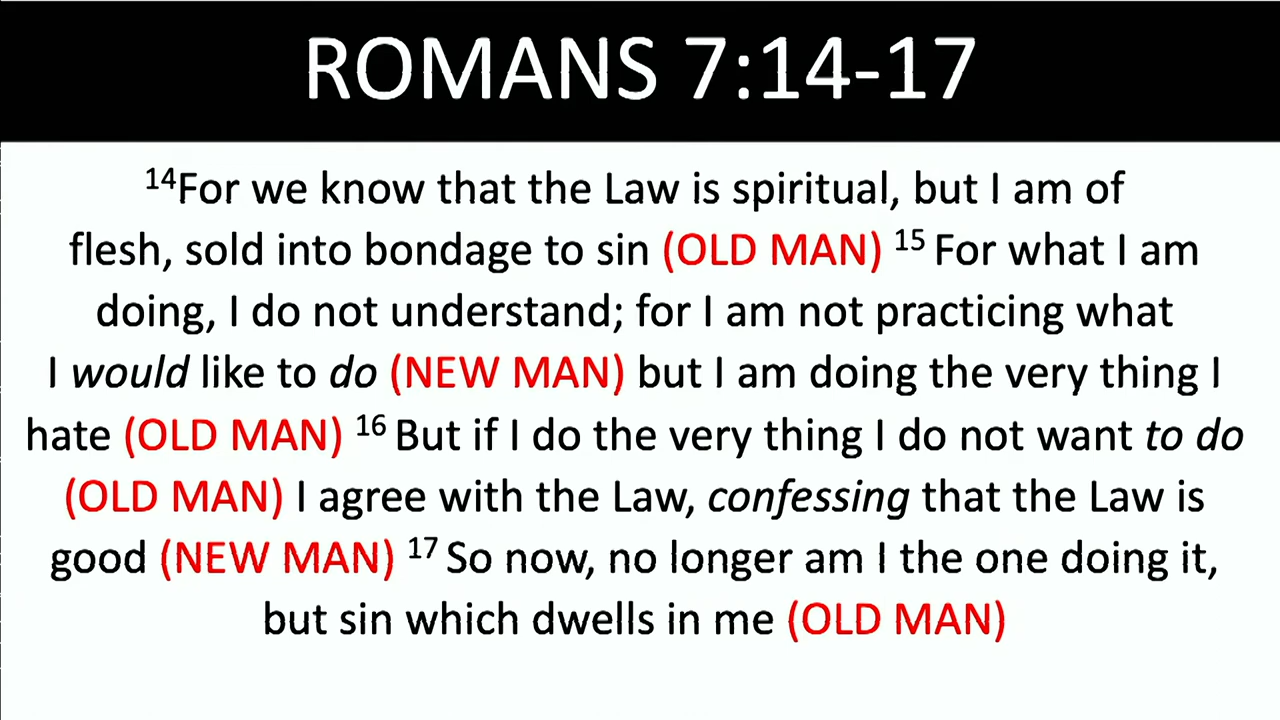 ROMANS 7:14-17
¹⁴For we know that the Law is spiritual, but I am of
flesh, sold into bondage to sin (OLD MAN) ¹⁵ For what I am
doing, I do not understand; for I am not practicing what
I would like to do (NEW MAN) but I am doing the very thing I
hate (OLD MAN) ¹⁶ But if I do the very thing I do not want to do
(OLD MAN) I agree with the Law, confessing that the Law is
good (NEW MAN) ¹⁷ So now, no longer am I the one doing it,
but sin which dwells in me (OLD MAN)